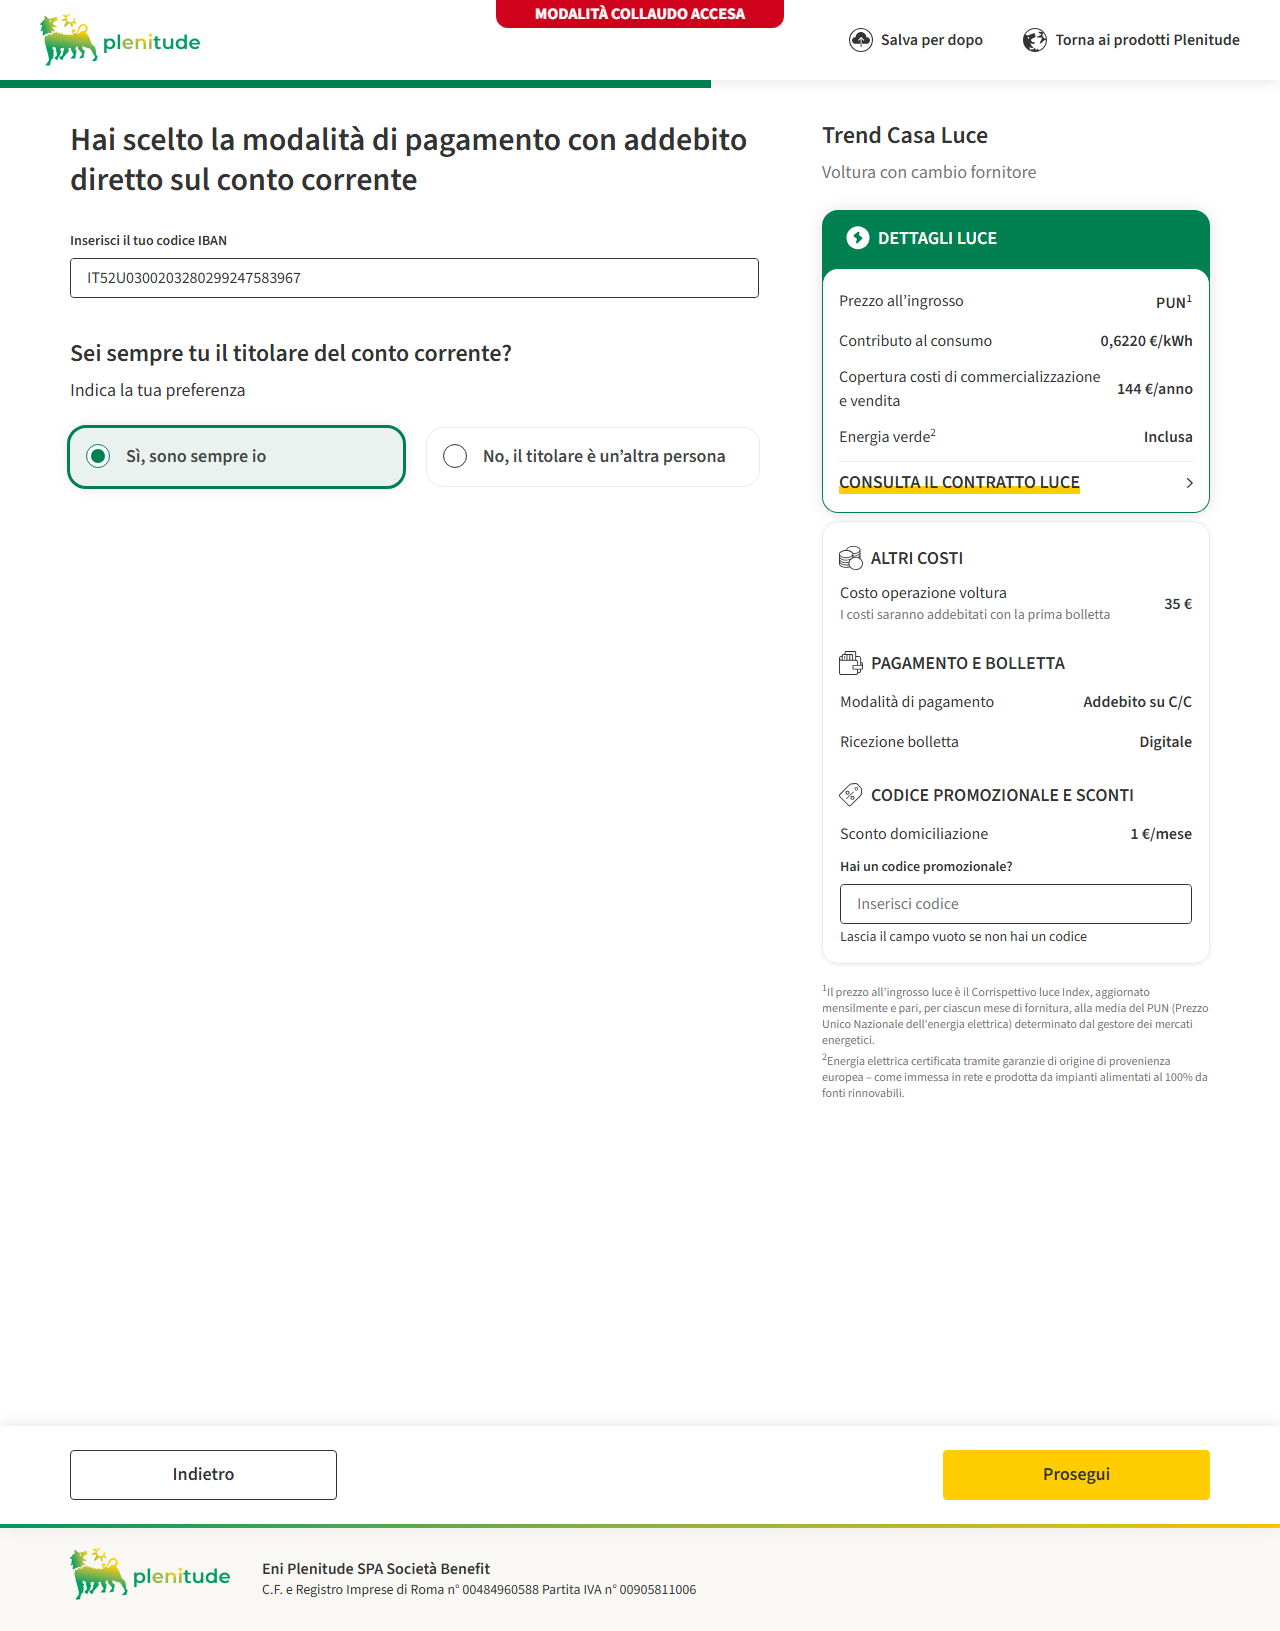 MODALITÀ COLLAUDO ACCESA
plenitude
Salva per dopo
Torna ai prodotti Plenitude
Hai scelto la modalità di pagamento con addebito
diretto sul conto corrente
Inserisci il tuo codice IBAN
IT52U0300203280299247583967
Sei sempre tu il titolare del conto corrente?
Indica la tua preferenza
Sì, sono sempre io
No, il titolare è un’altra persona
Trend Casa Luce
Voltura con cambio fornitore
DETTAGLI LUCE
Prezzo all’ingrosso PUN¹
Contributo al consumo 0,6220 €/kWh
Copertura costi di commercializzazione
e vendita 144 €/anno
Energia verde² Inclusa
CONSULTA IL CONTRATTO LUCE
ALTRI COSTI
Costo operazione voltura 35 €
I costi saranno addebitati con la prima bolletta
PAGAMENTO E BOLLETTA
Modalità di pagamento Addebito su C/C
Ricezione bolletta Digitale
CODICE PROMOZIONALE E SCONTI
Sconto domiciliazione 1 €/mese
Hai un codice promozionale?
Inserisci codice
Lascia il campo vuoto se non hai un codice
¹Il prezzo all’ingrosso luce è il Corrispettivo luce Index, aggiornato
mensilmente e pari, per ciascun mese di fornitura, alla media del PUN (Prezzo
Unico Nazionale dell'energia elettrica) determinato dal gestore dei mercati
energetici.
²Energia elettrica certificata tramite garanzie di origine di provenienza
europea – come immessa in rete e prodotta da impianti alimentati al 100% da
fonti rinnovabili.
Indietro
Prosegui
plenitude
Eni Plenitude SPA Società Benefit
C.F. e Registro Imprese di Roma n° 00484960588 Partita IVA n° 00905811006